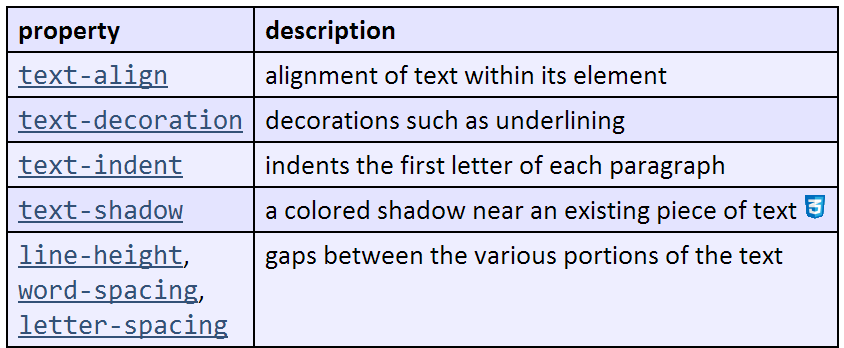 property description
text-align alignment of text within its element
text-decoration decorations such as underlining
text-indent indents the first letter of each paragraph
text-shadow a colored shadow near an existing piece of text 3
line-height, gaps between the various portions of the text
word-spacing,
letter-spacing